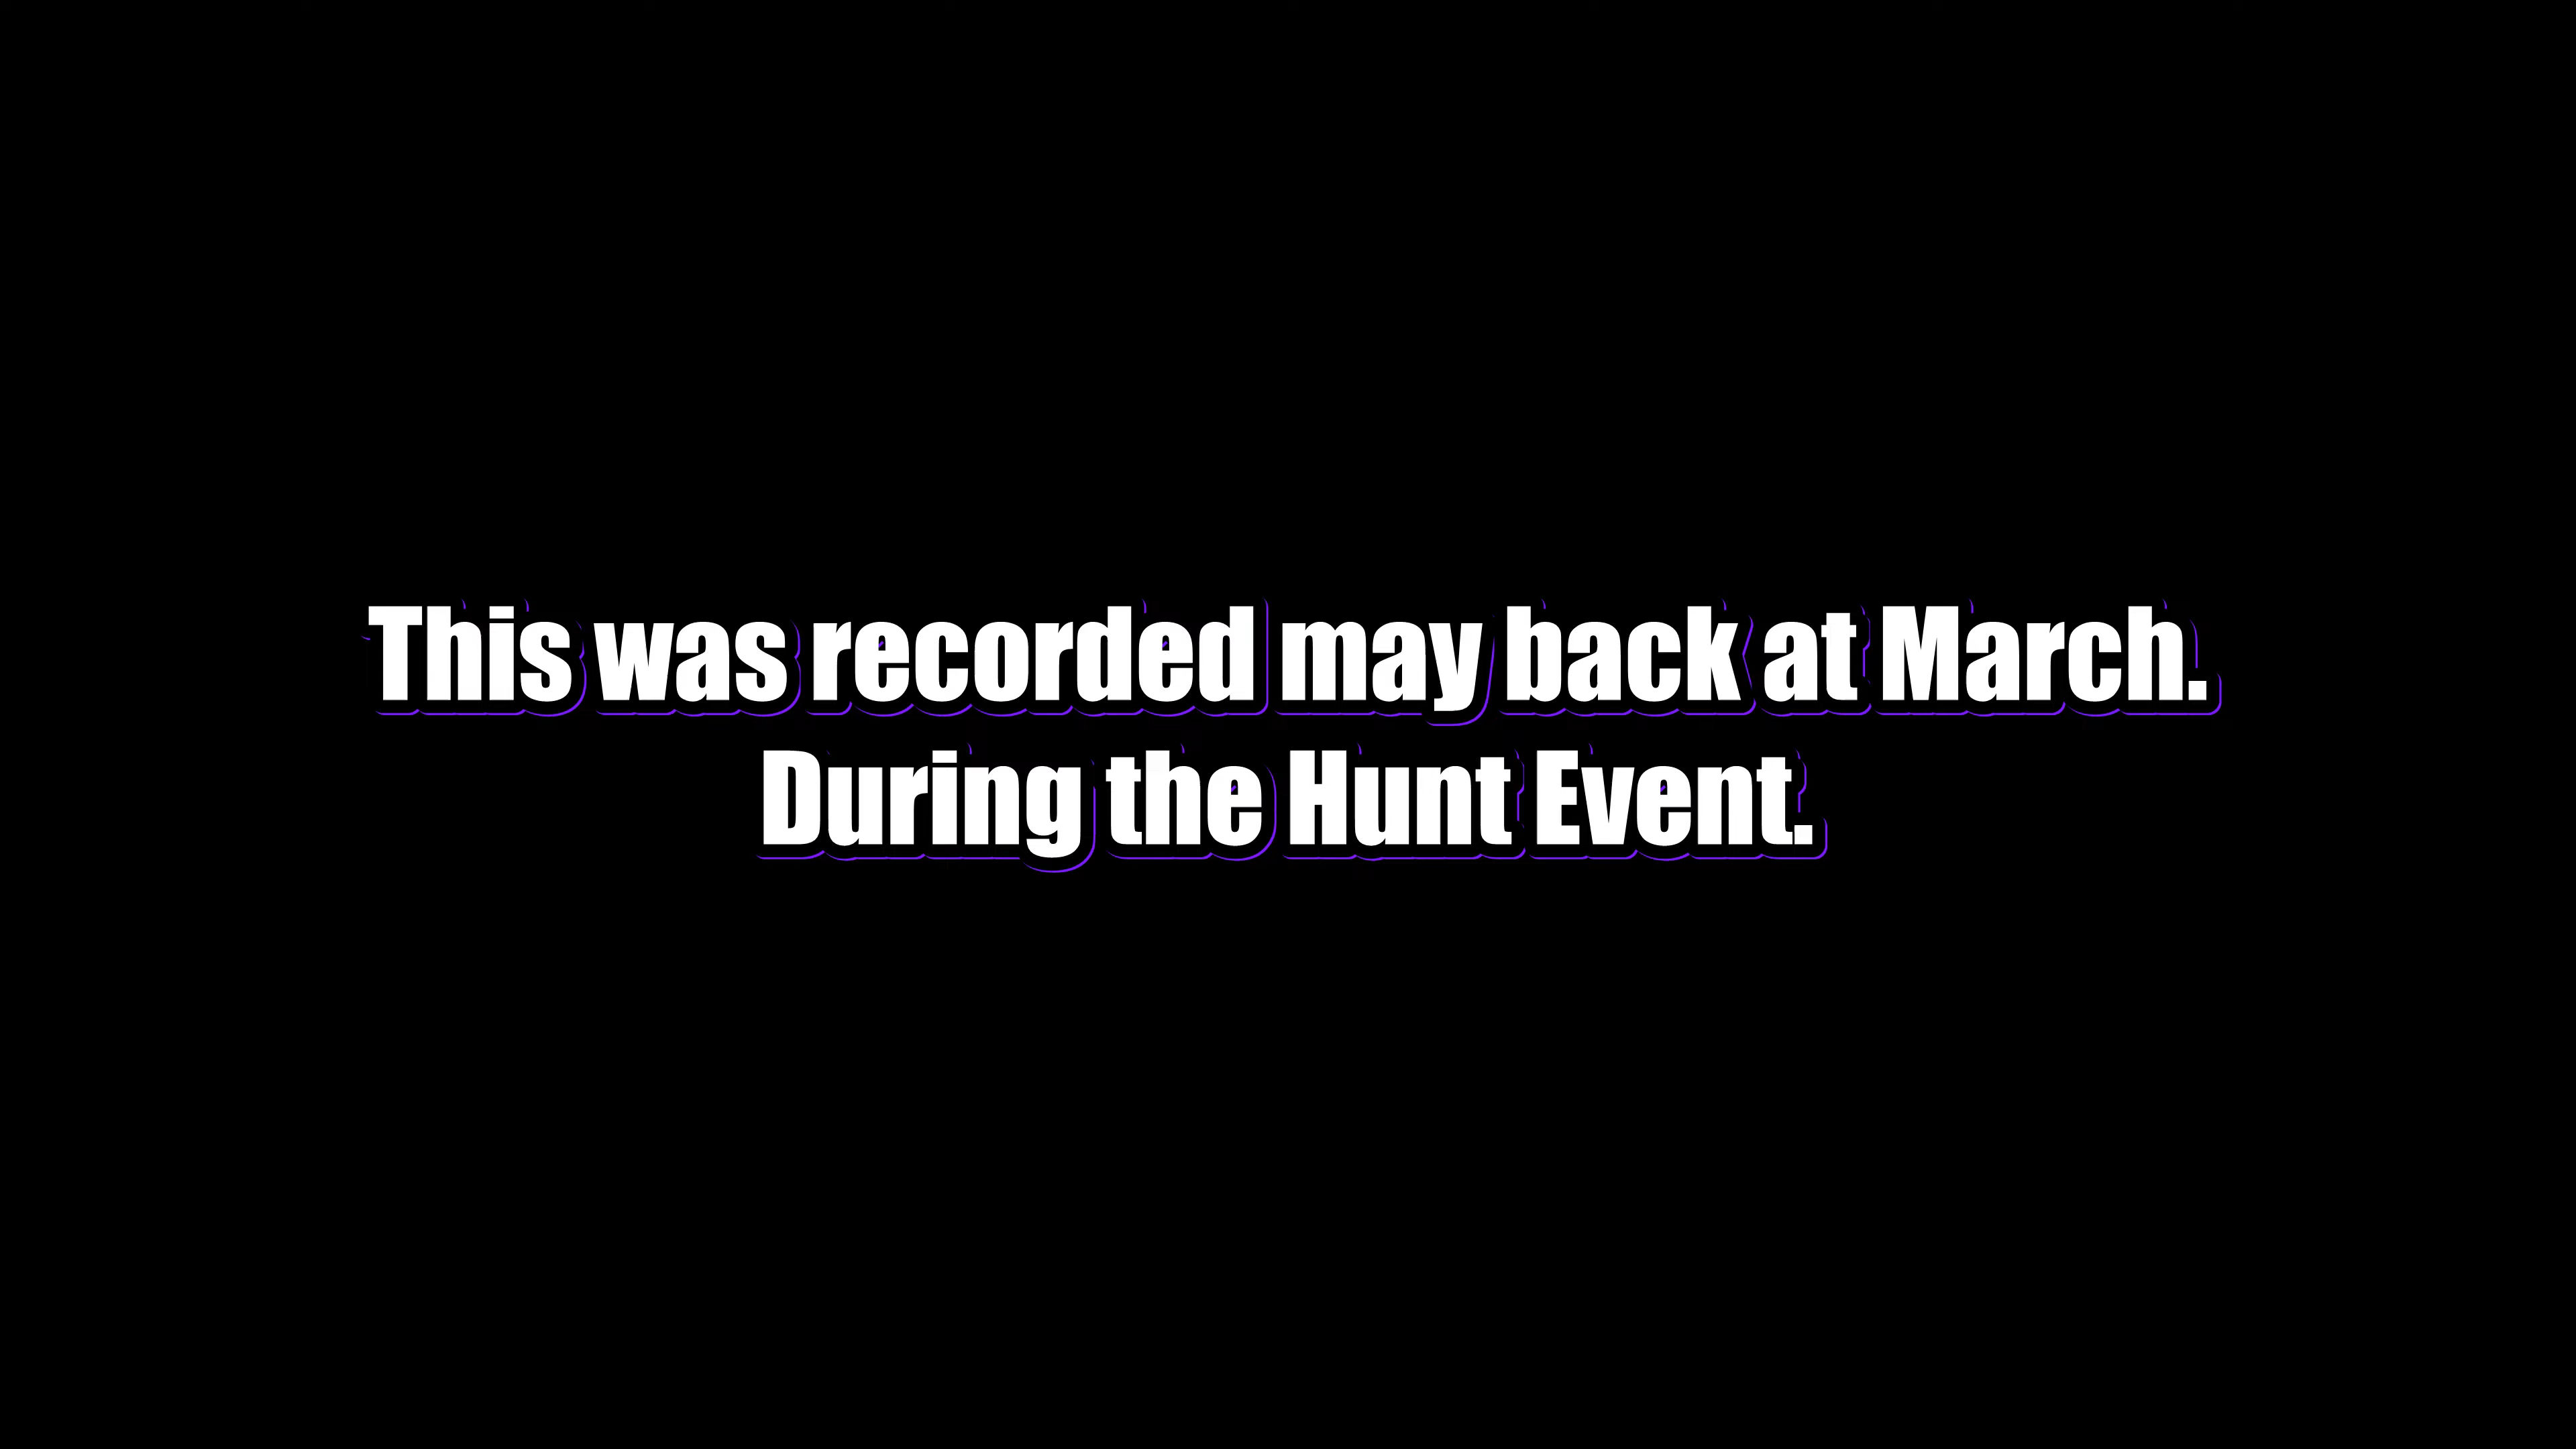 This was recorded may back at March.
During the Hunt Event.